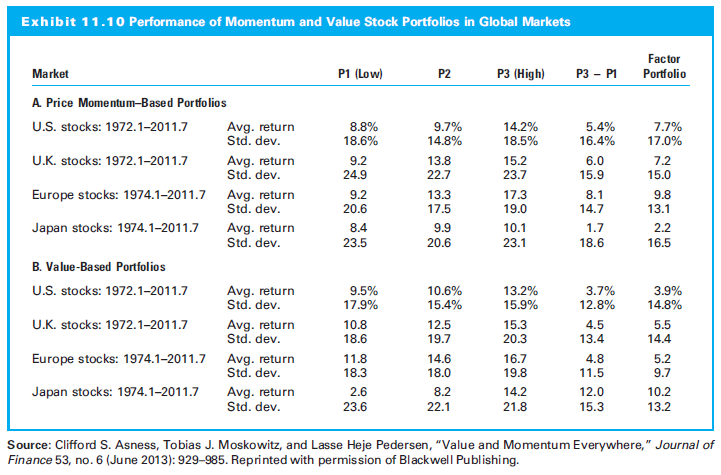 Exhibit 11.10 Performance of Momentum and Value Stock Portfolios in Global Markets
Factor
Market P1 (Low) P2 P3 (High) P3 – P1 Portfolio
A. Price Momentum–Based Portfolios
U.S. stocks: 1972.1–2011.7 Avg. return 8.8% 9.7% 14.2% 5.4% 7.7%
Std. dev. 18.6% 14.8% 18.5% 16.4% 17.0%
U.K. stocks: 1972.1–2011.7 Avg. return 9.2 13.8 15.2 6.0 7.2
Std. dev. 24.9 22.7 23.7 15.9 15.0
Europe stocks: 1974.1–2011.7 Avg. return 9.2 13.3 17.3 8.1 9.8
Std. dev. 20.6 17.5 19.0 14.7 13.1
Japan stocks: 1974.1–2011.7 Avg. return 8.4 9.9 10.1 1.7 2.2
Std. dev. 23.5 20.6 23.1 18.6 16.5
B. Value-Based Portfolios
U.S. stocks: 1972.1–2011.7 Avg. return 9.5% 10.6% 13.2% 3.7% 3.9%
Std. dev. 17.9% 15.4% 15.9% 12.8% 14.8%
U.K. stocks: 1972.1–2011.7 Avg. return 10.8 12.5 15.3 4.5 5.5
Std. dev. 18.6 19.7 20.3 13.4 14.4
Europe stocks: 1974.1–2011.7 Avg. return 11.8 14.6 16.7 4.8 5.2
Std. dev. 18.3 18.0 19.8 11.5 9.7
Japan stocks: 1974.1–2011.7 Avg. return 2.6 8.2 14.2 12.0 10.2
Std. dev. 23.6 22.1 21.8 15.3 13.2
Source: Clifford S. Asness, Tobias J. Moskowitz, and Lasse Heje Pedersen, “Value and Momentum Everywhere,” Journal of
Finance 53, no. 6 (June 2013): 929–985. Reprinted with permission of Blackwell Publishing.